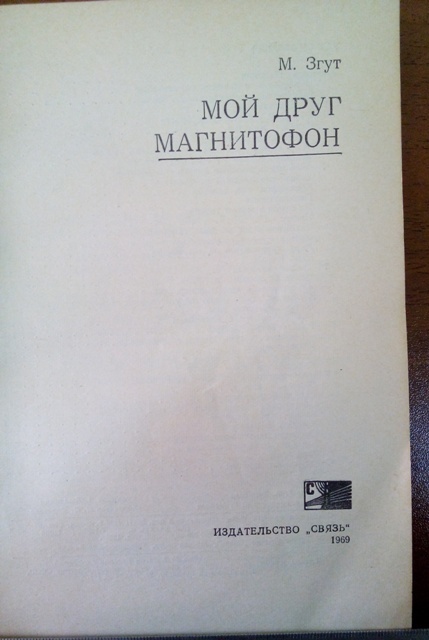 М. Згут
МОЙ ДРУГ
МАГНИТОФОН
С
ИЗДАТЕЛЬСТВО „СВЯЗЬ“
1969